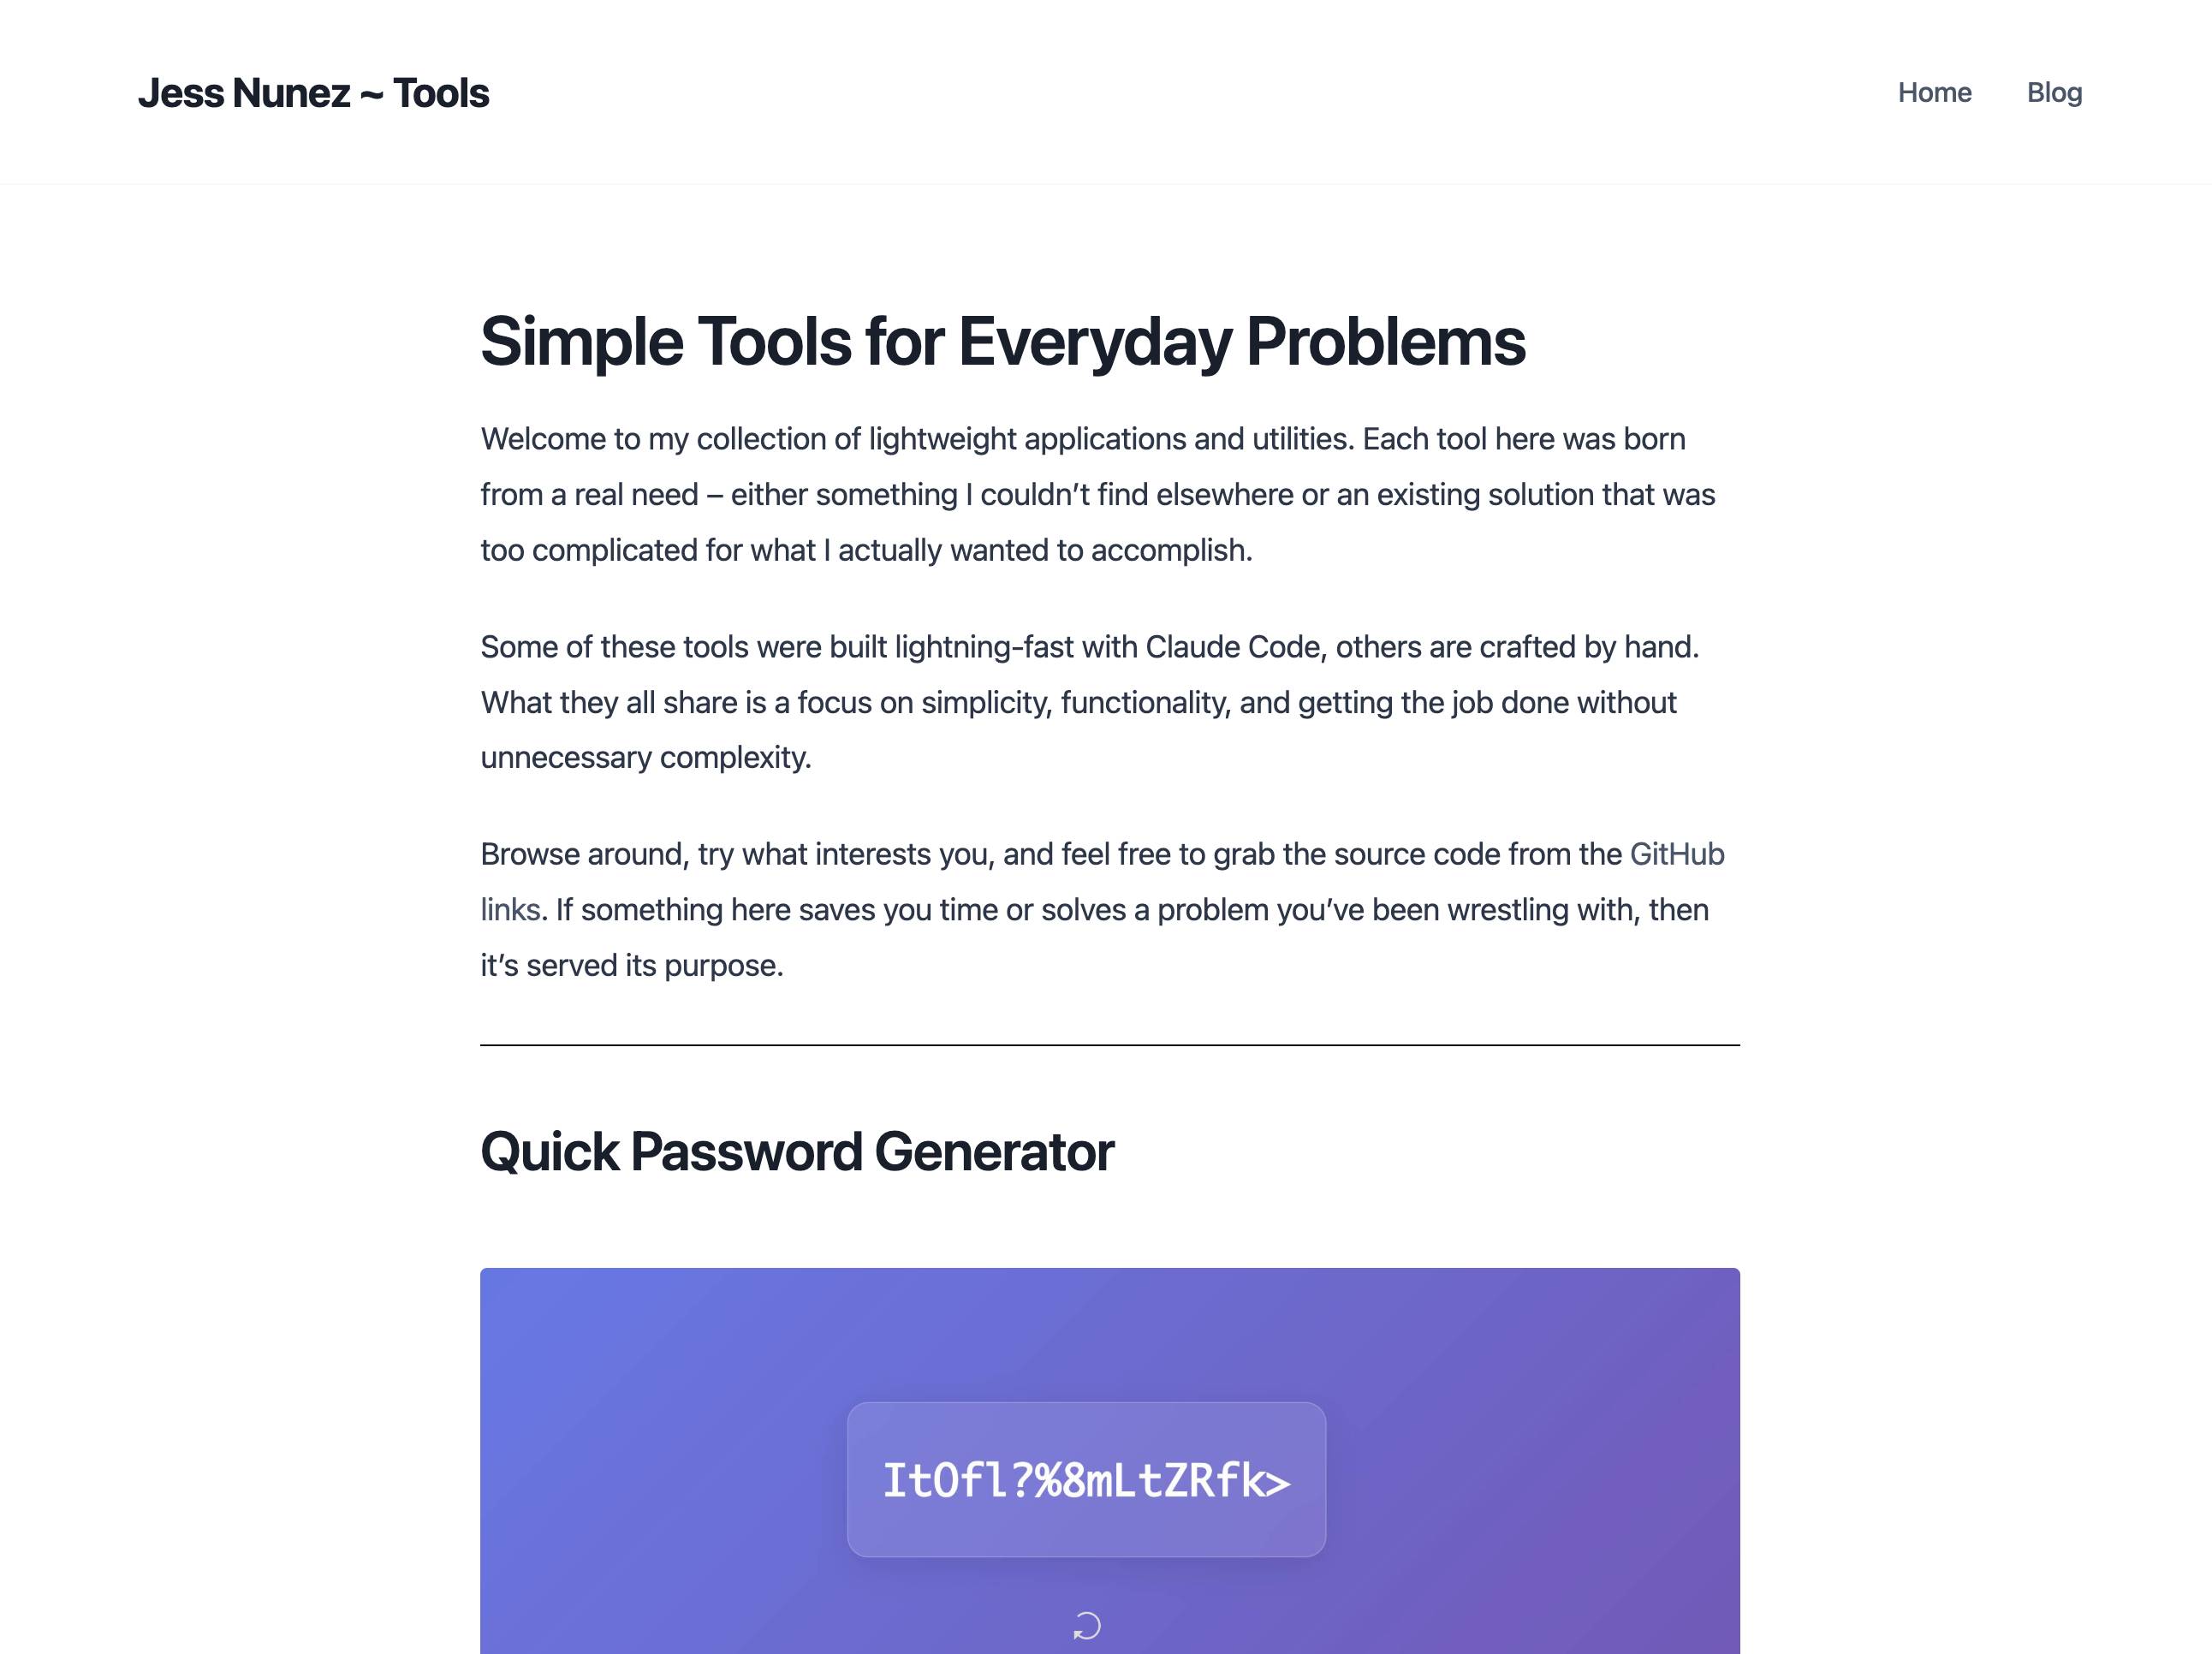 Jess Nunez ~ Tools
Home
Blog
Simple Tools for Everyday Problems
Welcome to my collection of lightweight applications and utilities. Each tool here was born
from a real need – either something I couldn’t find elsewhere or an existing solution that was
too complicated for what I actually wanted to accomplish.
Some of these tools were built lightning-fast with Claude Code, others are crafted by hand.
What they all share is a focus on simplicity, functionality, and getting the job done without
unnecessary complexity.
Browse around, try what interests you, and feel free to grab the source code from the GitHub
links. If something here saves you time or solves a problem you’ve been wrestling with, then
it’s served its purpose.
Quick Password Generator
ItOfl?%8mLtZRfk>